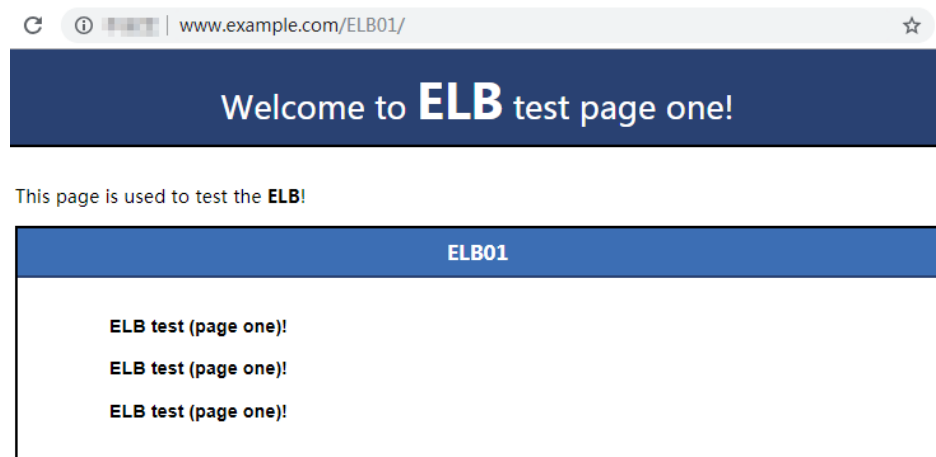 www.example.com/ELB01/
Welcome to ELB test page one!
This page is used to test the ELB!
ELB01
ELB test (page one)!
ELB test (page one)!
ELB test (page one)!